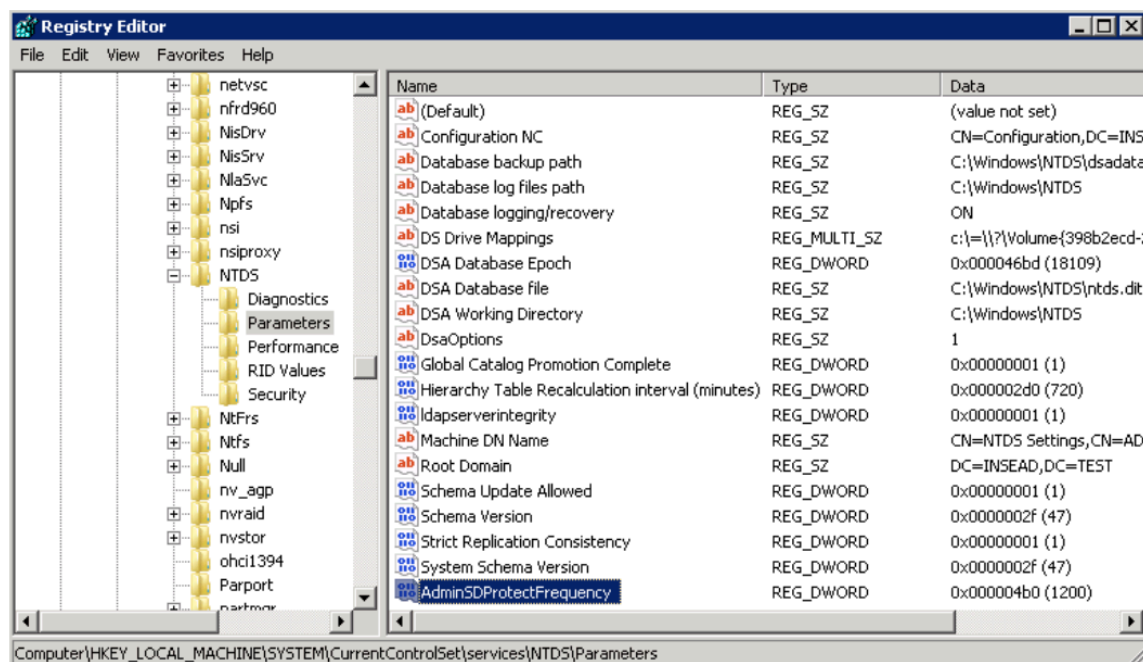 Registry Editor
File Edit View Favorites Help
netvsc
nfrd960
NisDrv
NisSrv
NlaSvc
Npfs
nsi
nsiproxy
NTDS
Diagnostics
Parameters
Performance
RID Values
Security
NtFrs
Ntfs
Null
nv_agp
nvraid
nvstor
ohci1394
Parport
partmgr
Name Type Data
(Default) REG_SZ (value not set)
Configuration NC REG_SZ CN=Configuration,DC=INS
Database backup path REG_SZ C:\Windows\NTDS\dsadata
Database log files path REG_SZ C:\Windows\NTDS
Database logging/recovery REG_SZ ON
DS Drive Mappings REG_MULTI_SZ c:\=\\?\Volume{398b2ecd-
DSA Database Epoch REG_DWORD 0x000046bd (18109)
DSA Database file REG_SZ C:\Windows\NTDS\ntds.dit
DSA Working Directory REG_SZ C:\Windows\NTDS
DsaOptions REG_SZ 1
Global Catalog Promotion Complete REG_DWORD 0x00000001 (1)
Hierarchy Table Recalculation interval (minutes) REG_DWORD 0x000002d0 (720)
ldapserverintegrity REG_DWORD 0x00000001 (1)
Machine DN Name REG_SZ CN=NTDS Settings,CN=AD
Root Domain REG_SZ DC=INSEAD,DC=TEST
Schema Update Allowed REG_DWORD 0x00000001 (1)
Schema Version REG_DWORD 0x0000002f (47)
Strict Replication Consistency REG_DWORD 0x00000001 (1)
System Schema Version REG_DWORD 0x0000002f (47)
AdminSDProtectFrequency REG_DWORD 0x000004b0 (1200)
Computer\HKEY_LOCAL_MACHINE\SYSTEM\CurrentControlSet\services\NTDS\Parameters